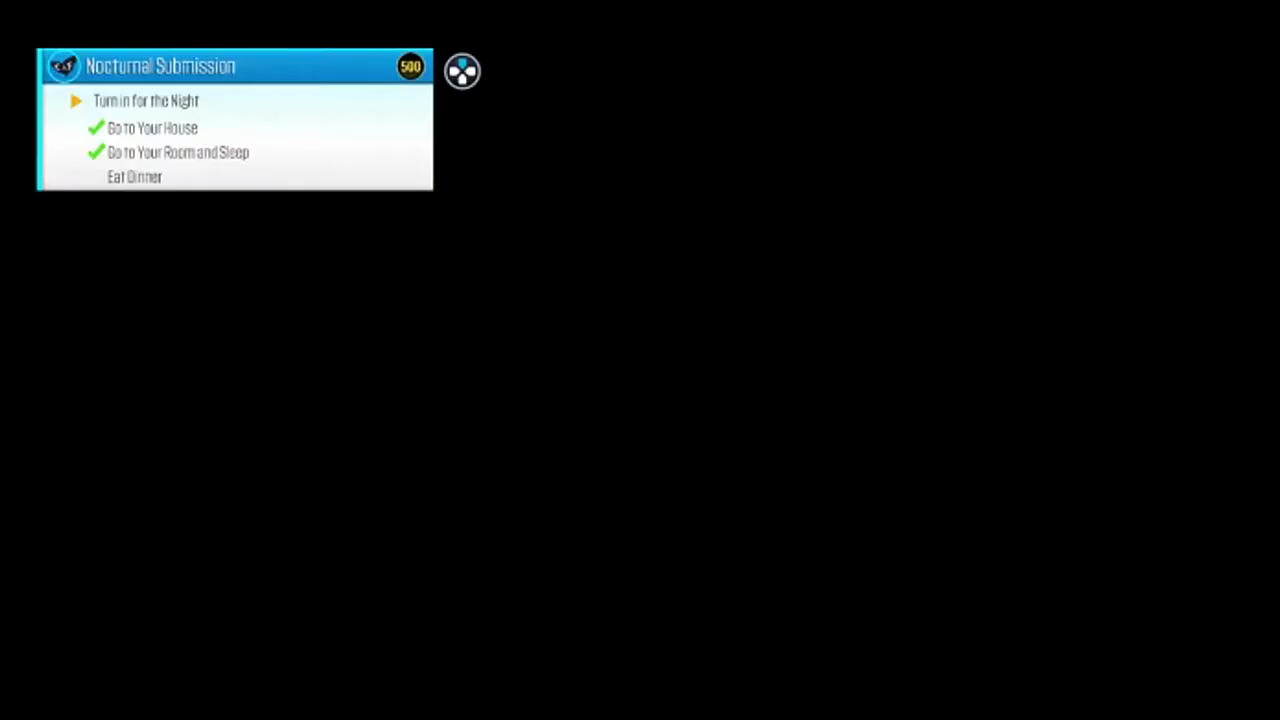 Nocturnal Submission 500
Turn in for the Night
Go to Your House
Go to Your Room and Sleep
Eat Dinner